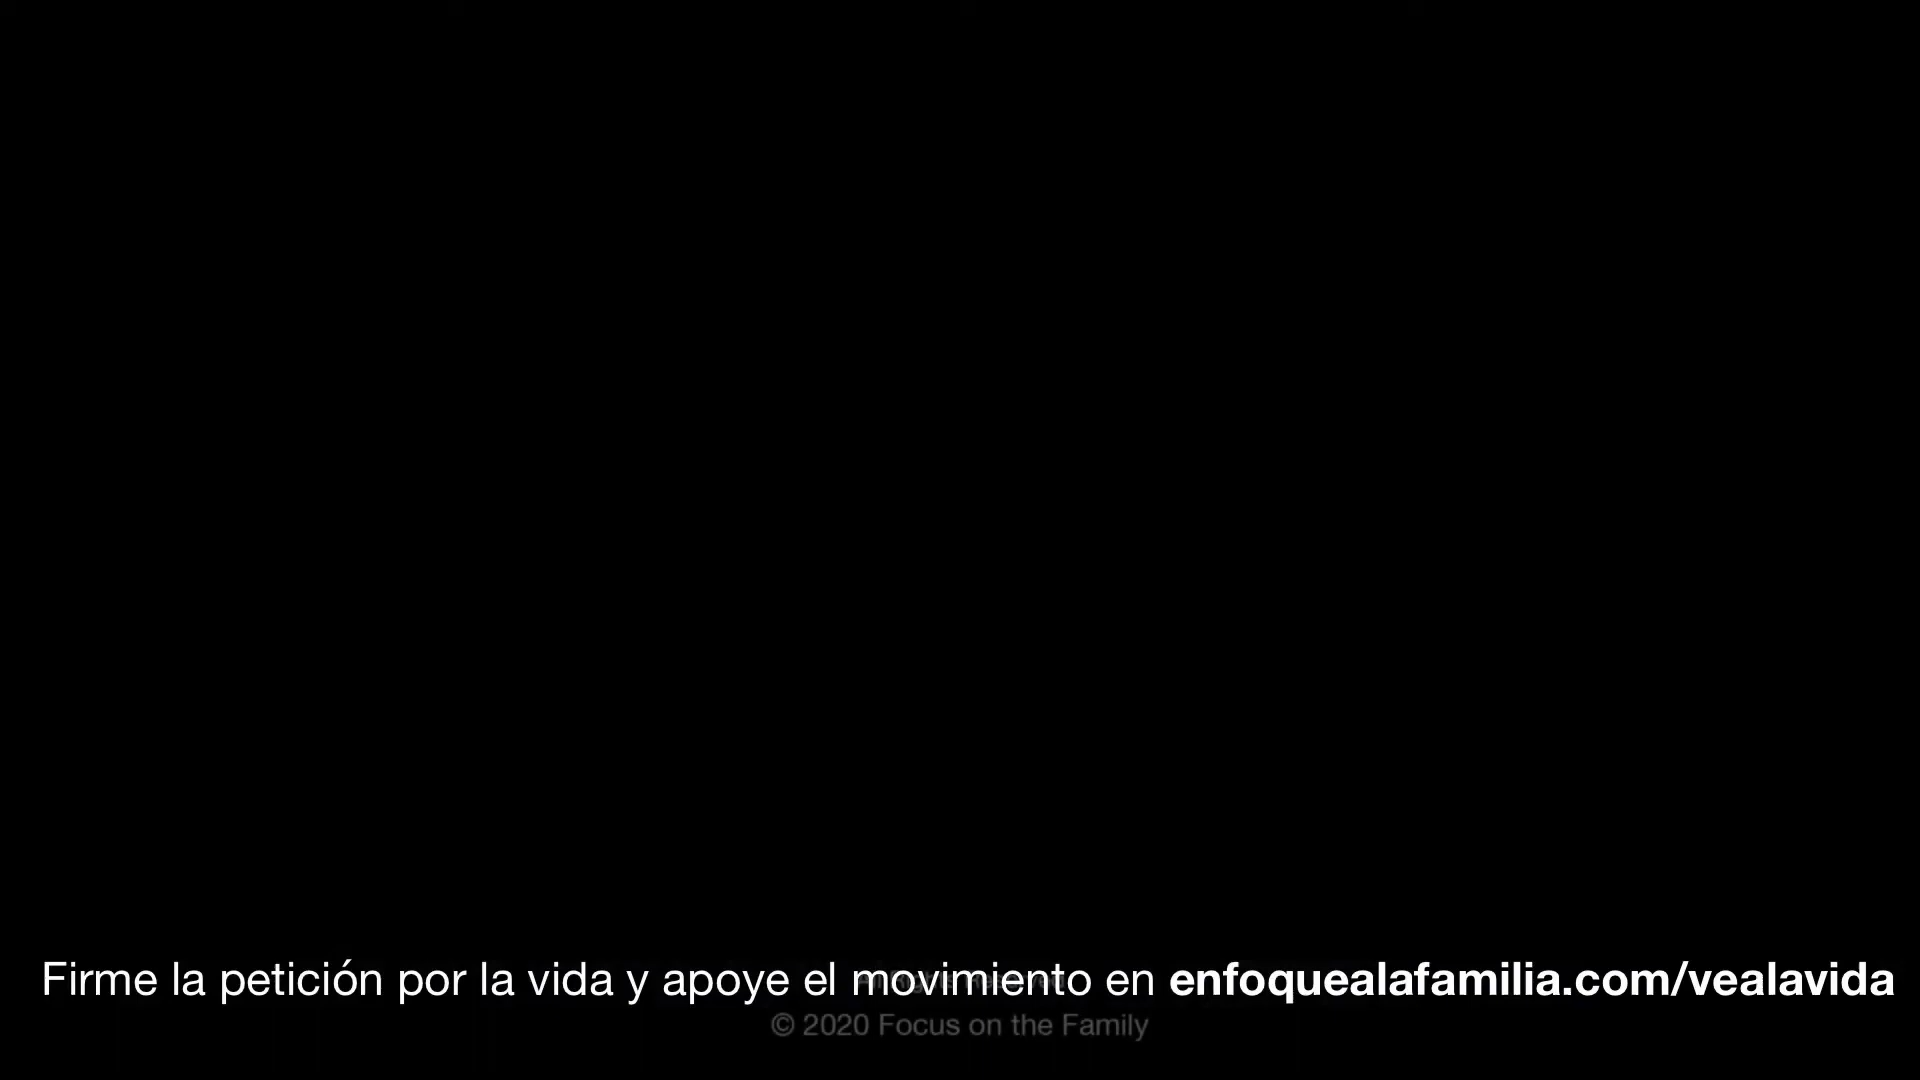 Firme la petición por la vida y apoye el movimiento en enfoquealafamilia.com/vealavida
© 2020 Focus on the Family